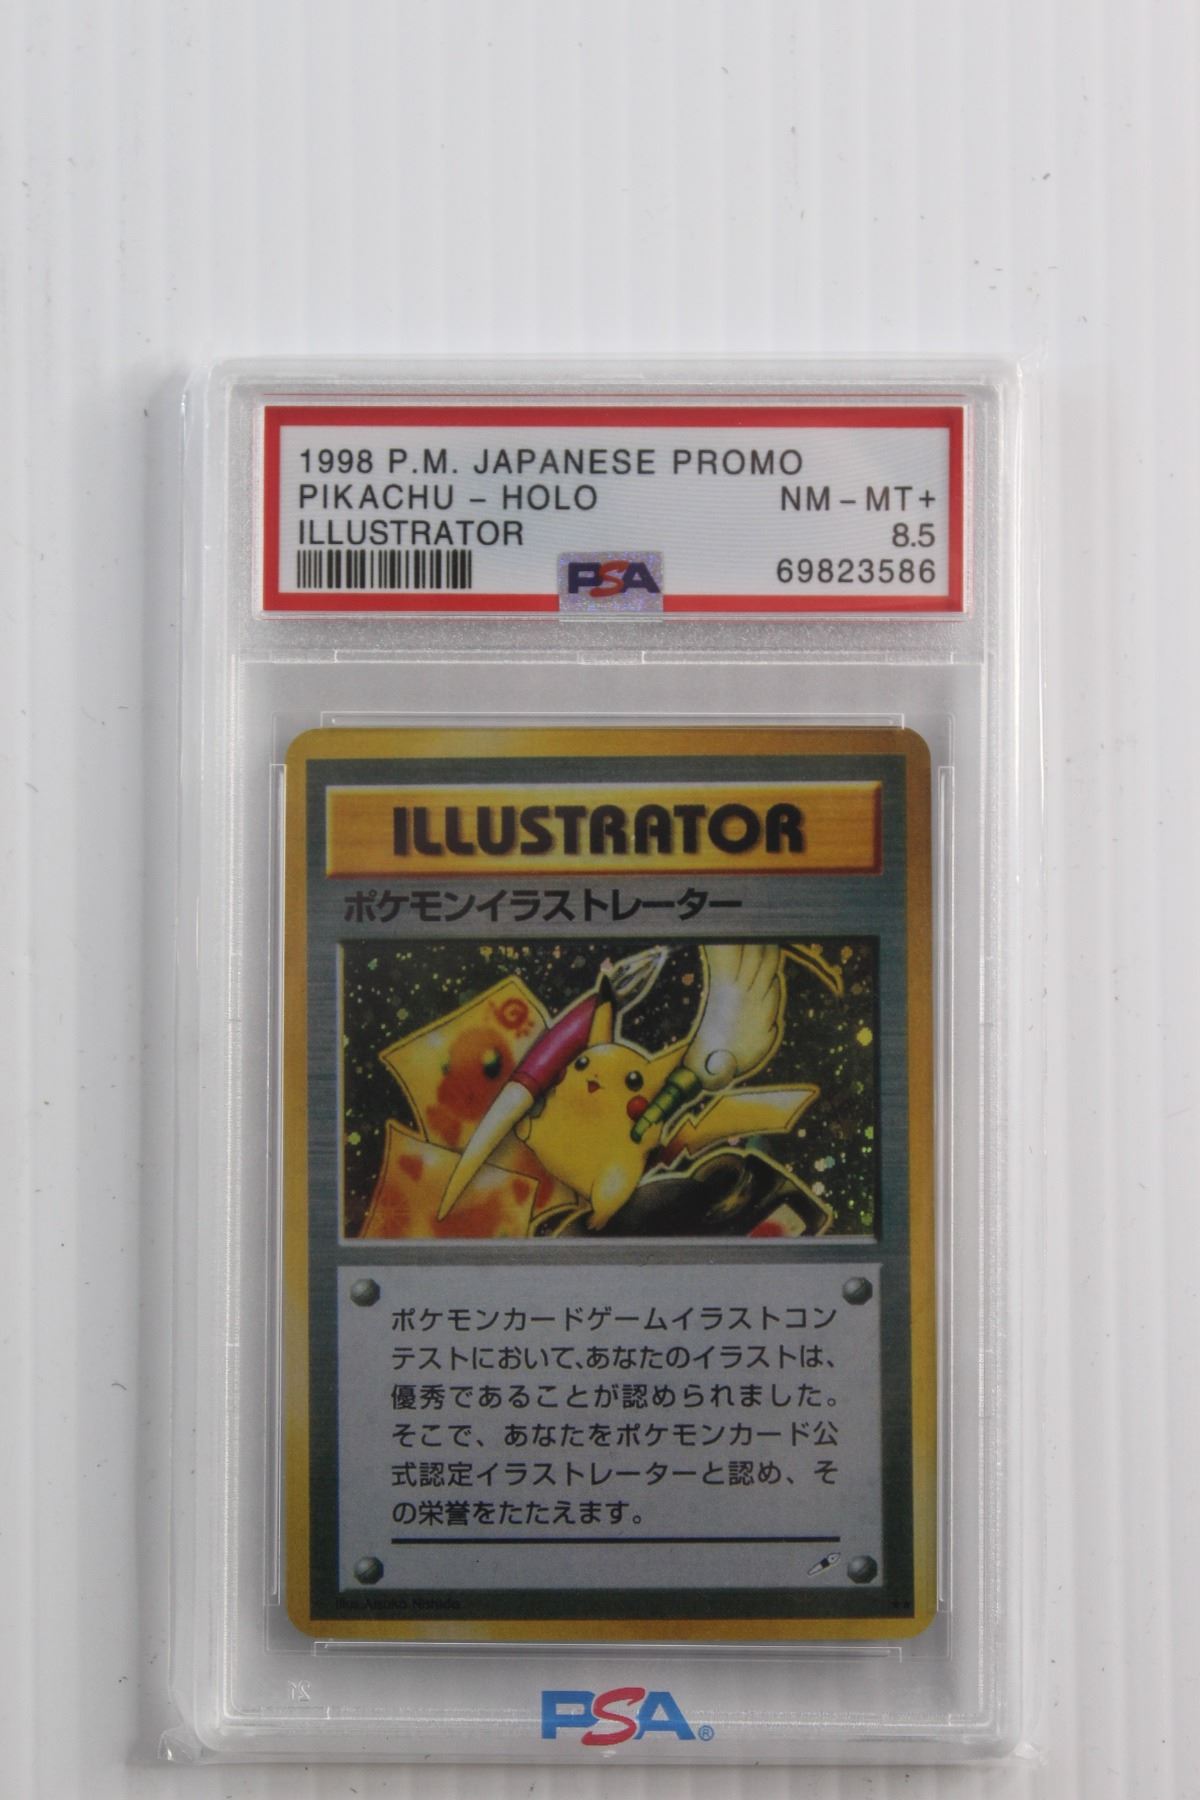 1998 P.M. JAPANESE PROMO
PIKACHU - HOLO NM - MT+
ILLUSTRATOR 8.5
PSA 69823586
ILLUSTRATOR
ポケモンイラストレーター
ポケモンカードゲームイラストコン
テストにおいて、あなたのイラストは、
優秀であることが認められました。
そこで、あなたをポケモンカード公
式認定イラストレーターと認め、そ
の栄誉をたたえます。
Illus. Atsuko Nishida
PSA®